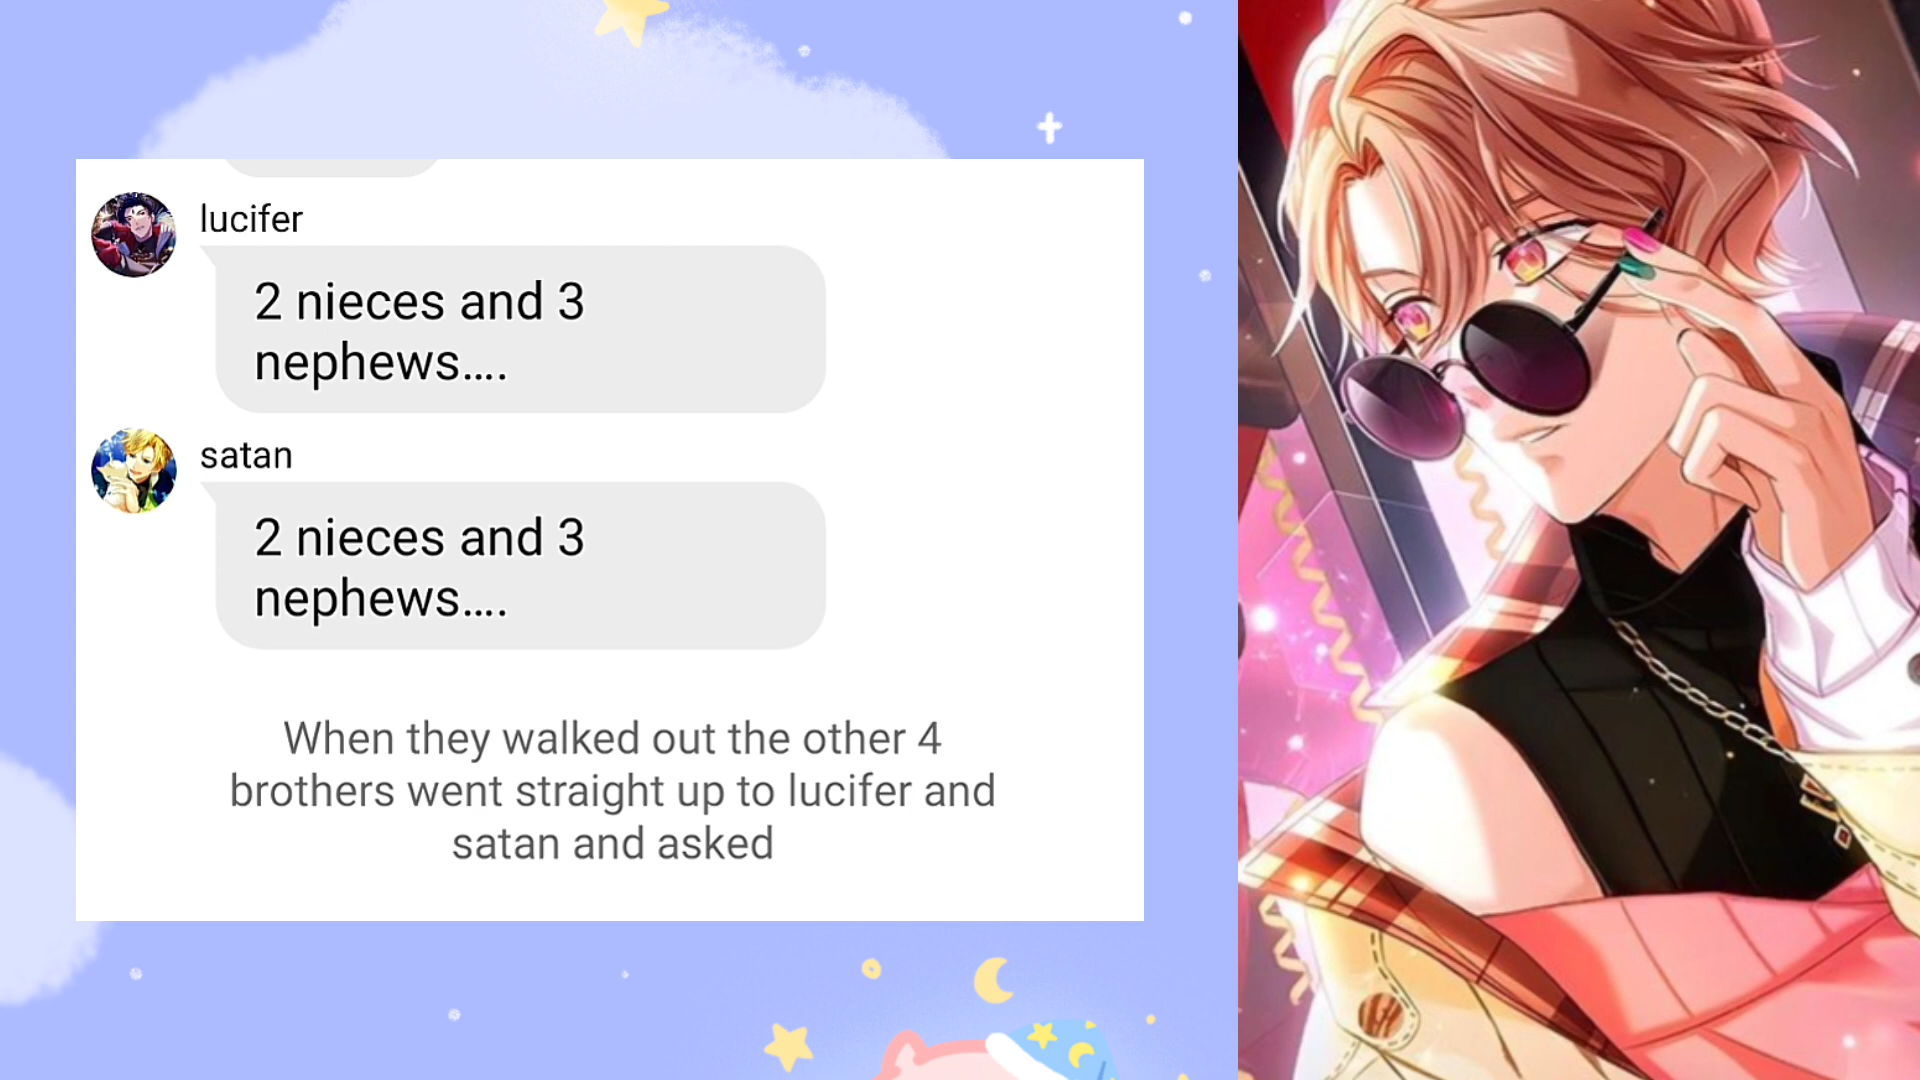 lucifer
2 nieces and 3
nephews....
satan
2 nieces and 3
nephews....
When they walked out the other 4
brothers went straight up to lucifer and
satan and asked